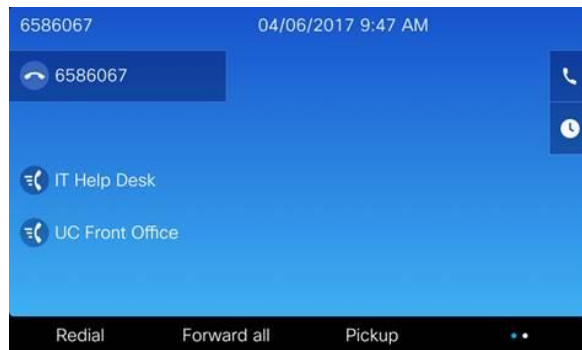 6586067 04/06/2017 9:47 AM
6586067
IT Help Desk
UC Front Office
Redial Forward all Pickup